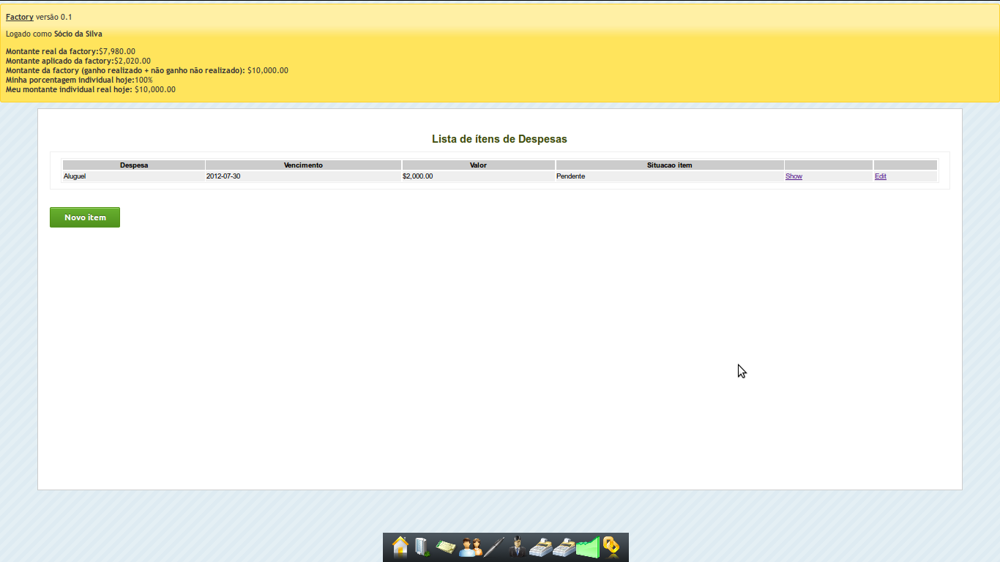 Factory versão 0.1
Logado como Sócio da Silva
Montante real da factory:$7,980.00
Montante aplicado da factory:$2,020.00
Montante da factory (ganho realizado + não ganho não realizado): $10,000.00
Minha porcentagem individual hoje:100%
Meu montante individual real hoje: $10,000.00
Lista de ítens de Despesas
Despesa Vencimento Valor Situacao item
Aluguel 2012-07-30 $2,000.00 Pendente Show Edit
Novo item